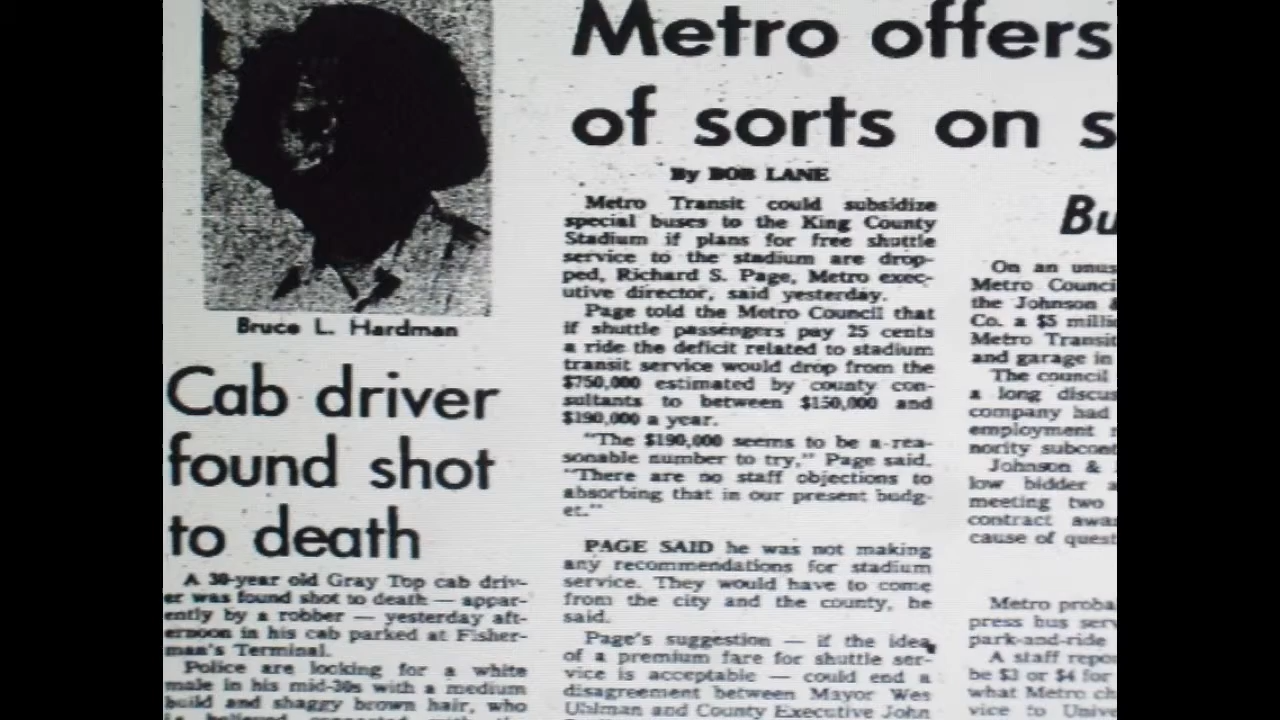 Bruce L. Hardman
Cab driver
found shot
to death
A 30-year old Gray Top cab driv-
er was found shot to death — appar-
ently by a robber — yesterday aft-
ernoon in his cab parked at Fisher-
man's Terminal.
Police are looking for a white
male in his mid-30s with a medium
build and shaggy brown hair, who
Metro offers
of sorts on s
By BOB LANE
Metro Transit could subsidize
special buses to the King County
Stadium if plans for free shuttle
service to the stadium are drop-
ped, Richard S. Page, Metro exec-
utive director, said yesterday.
Page told the Metro Council that
if shuttle passengers pay 25 cents
a ride the deficit related to stadium
transit service would drop from the
$750,000 estimated by county con-
sultants to between $150,000 and
$190,000 a year.
"The $190,000 seems to be a rea-
sonable number to try," Page said.
"There are no staff objections to
absorbing that in our present budg-
et."
PAGE SAID he was not making
any recommendations for stadium
service. They would have to come
from the city and the county, he
said.
Page's suggestion — if the idea
of a premium fare for shuttle ser-
vice is acceptable — could end a
disagreement between Mayor Wes
Uhlman and County Executive John
Bu
On an unus
Metro Counci
the Johnson &
Co. a $5 milli
Metro Transit
and garage in
The council
a long discus
company had
employment
nority subcont
Johnson &
low bidder a
meeting two
contract awa
cause of quest
Metro proba
press bus serv
park-and-ride
A staff repo
be $3 or $4 for
what Metro ch
vice to Unive